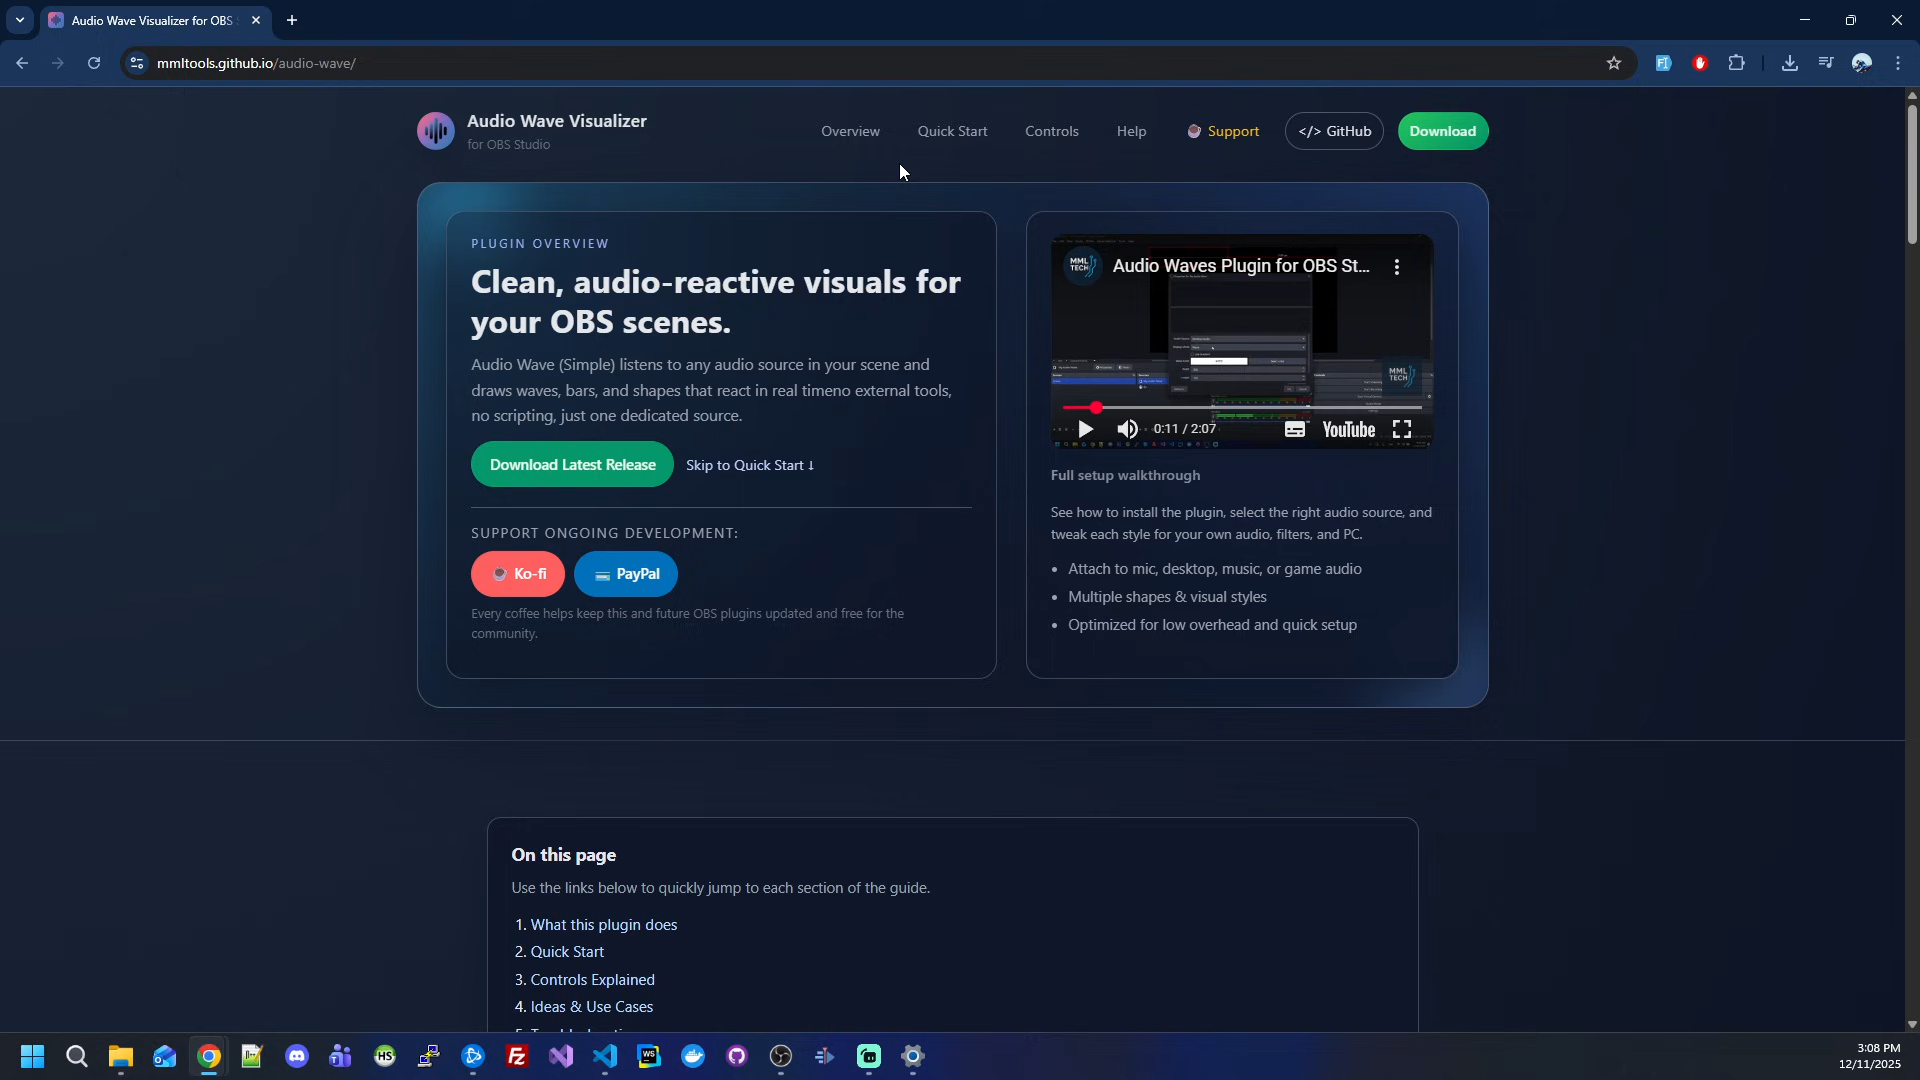 Audio Wave Visualizer for OBS
mmltools.github.io/audio-wave/
Audio Wave Visualizer
for OBS Studio
Overview
Quick Start
Controls
Help
Support
</> GitHub
Download
PLUGIN OVERVIEW
Clean, audio-reactive visuals for
your OBS scenes.
Audio Wave (Simple) listens to any audio source in your scene and
draws waves, bars, and shapes that react in real timeno external tools,
no scripting, just one dedicated source.
Download Latest Release
Skip to Quick Start ↓
SUPPORT ONGOING DEVELOPMENT:
Ko-fi
PayPal
Every coffee helps keep this and future OBS plugins updated and free for the
community.
MML
TECH
Audio Waves Plugin for OBS St...
MML
TECH
0:11 / 2:07
YouTube
Full setup walkthrough
See how to install the plugin, select the right audio source, and
tweak each style for your own audio, filters, and PC.
• Attach to mic, desktop, music, or game audio
• Multiple shapes & visual styles
• Optimized for low overhead and quick setup
On this page
Use the links below to quickly jump to each section of the guide.
1. What this plugin does
2. Quick Start
3. Controls Explained
4. Ideas & Use Cases
HS
FZ
WS
3:08 PM
12/11/2025